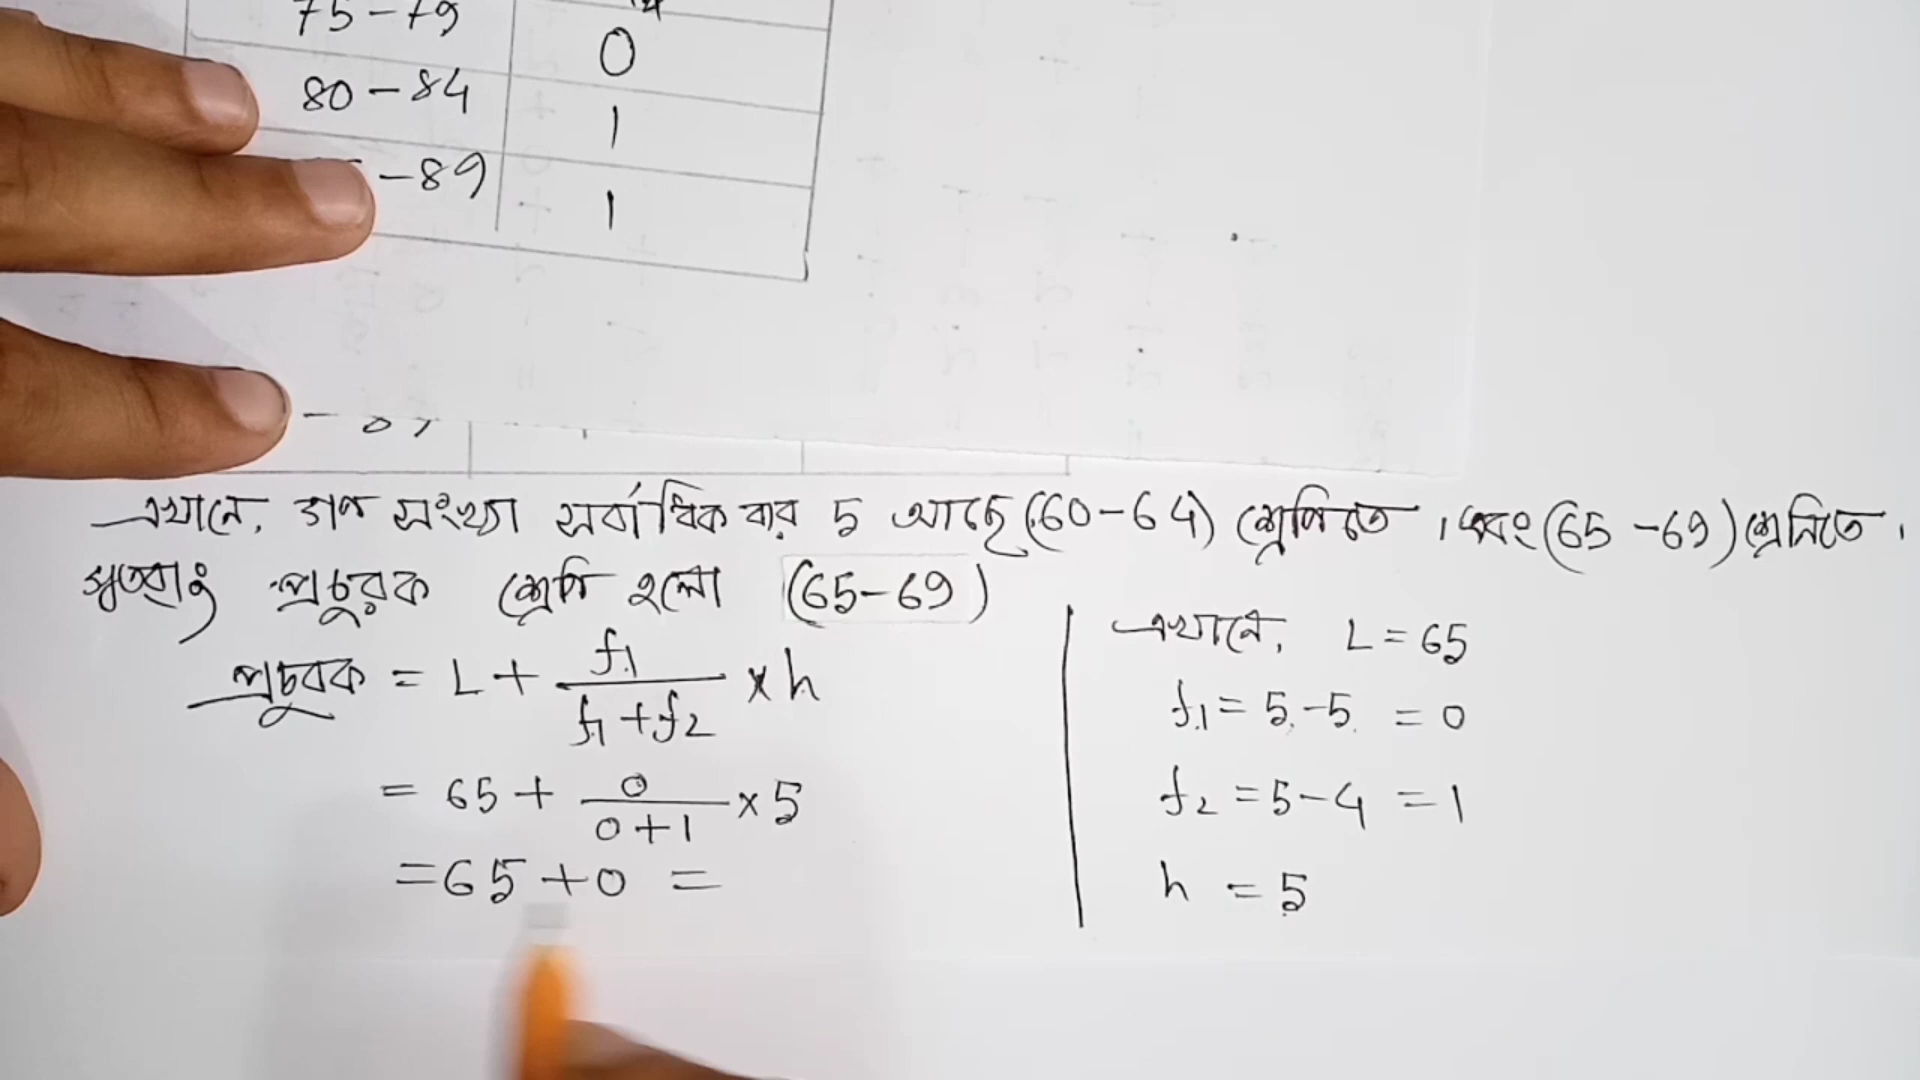 75-79 0
80-84 1
-89 1
এখানে, গণ সংখ্যা সর্বাধিক বার 5 আছে (60-64) শ্রেণিতে । এবং (65-69) শ্রেনিতে ।
সুতরাং প্রচুরক শ্রেণি হলো (65-69)
প্রচুরক = L + f1 / (f1 + f2) × h
= 65 + 0 / (0+1) × 5
= 65 + 0 =
এখানে, L = 65
f1 = 5 - 5 = 0
f2 = 5 - 4 = 1
h = 5